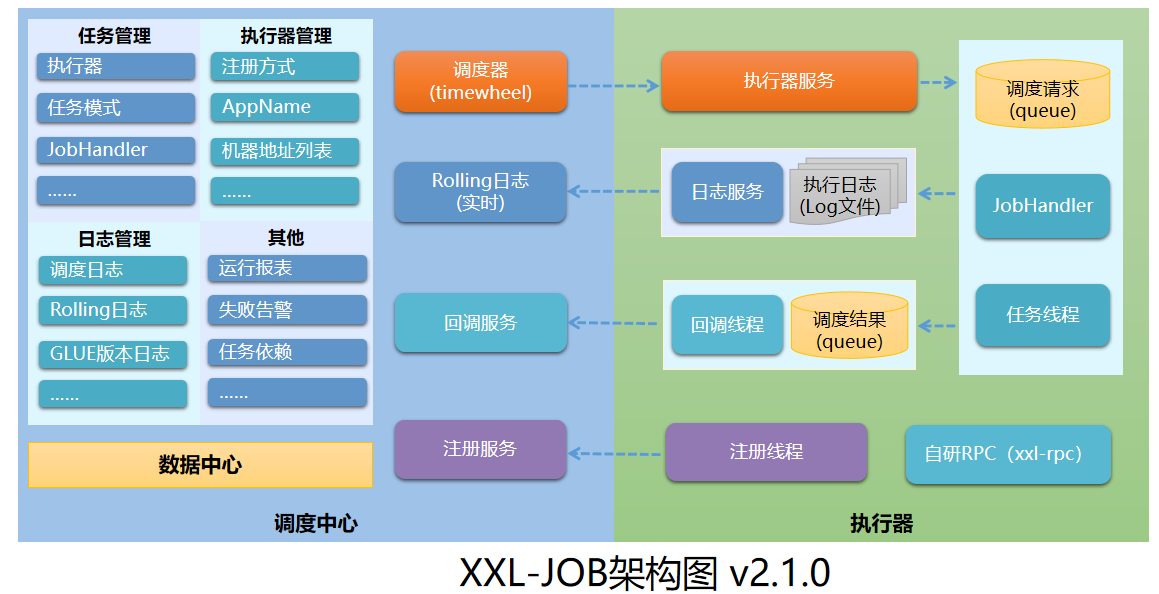 任务管理
执行器
任务模式
JobHandler
......
执行器管理
注册方式
AppName
机器地址列表
......
日志管理
调度日志
Rolling日志
GLUE版本日志
......
其他
运行报表
失败告警
任务依赖
......
数据中心
调度器
(timewheel)
Rolling日志
(实时)
回调服务
注册服务
调度中心
执行器服务
日志服务
执行日志
(Log文件)
回调线程
调度结果
(queue)
注册线程
调度请求
(queue)
JobHandler
任务线程
自研RPC（xxl-rpc）
执行器
XXL-JOB架构图 v2.1.0